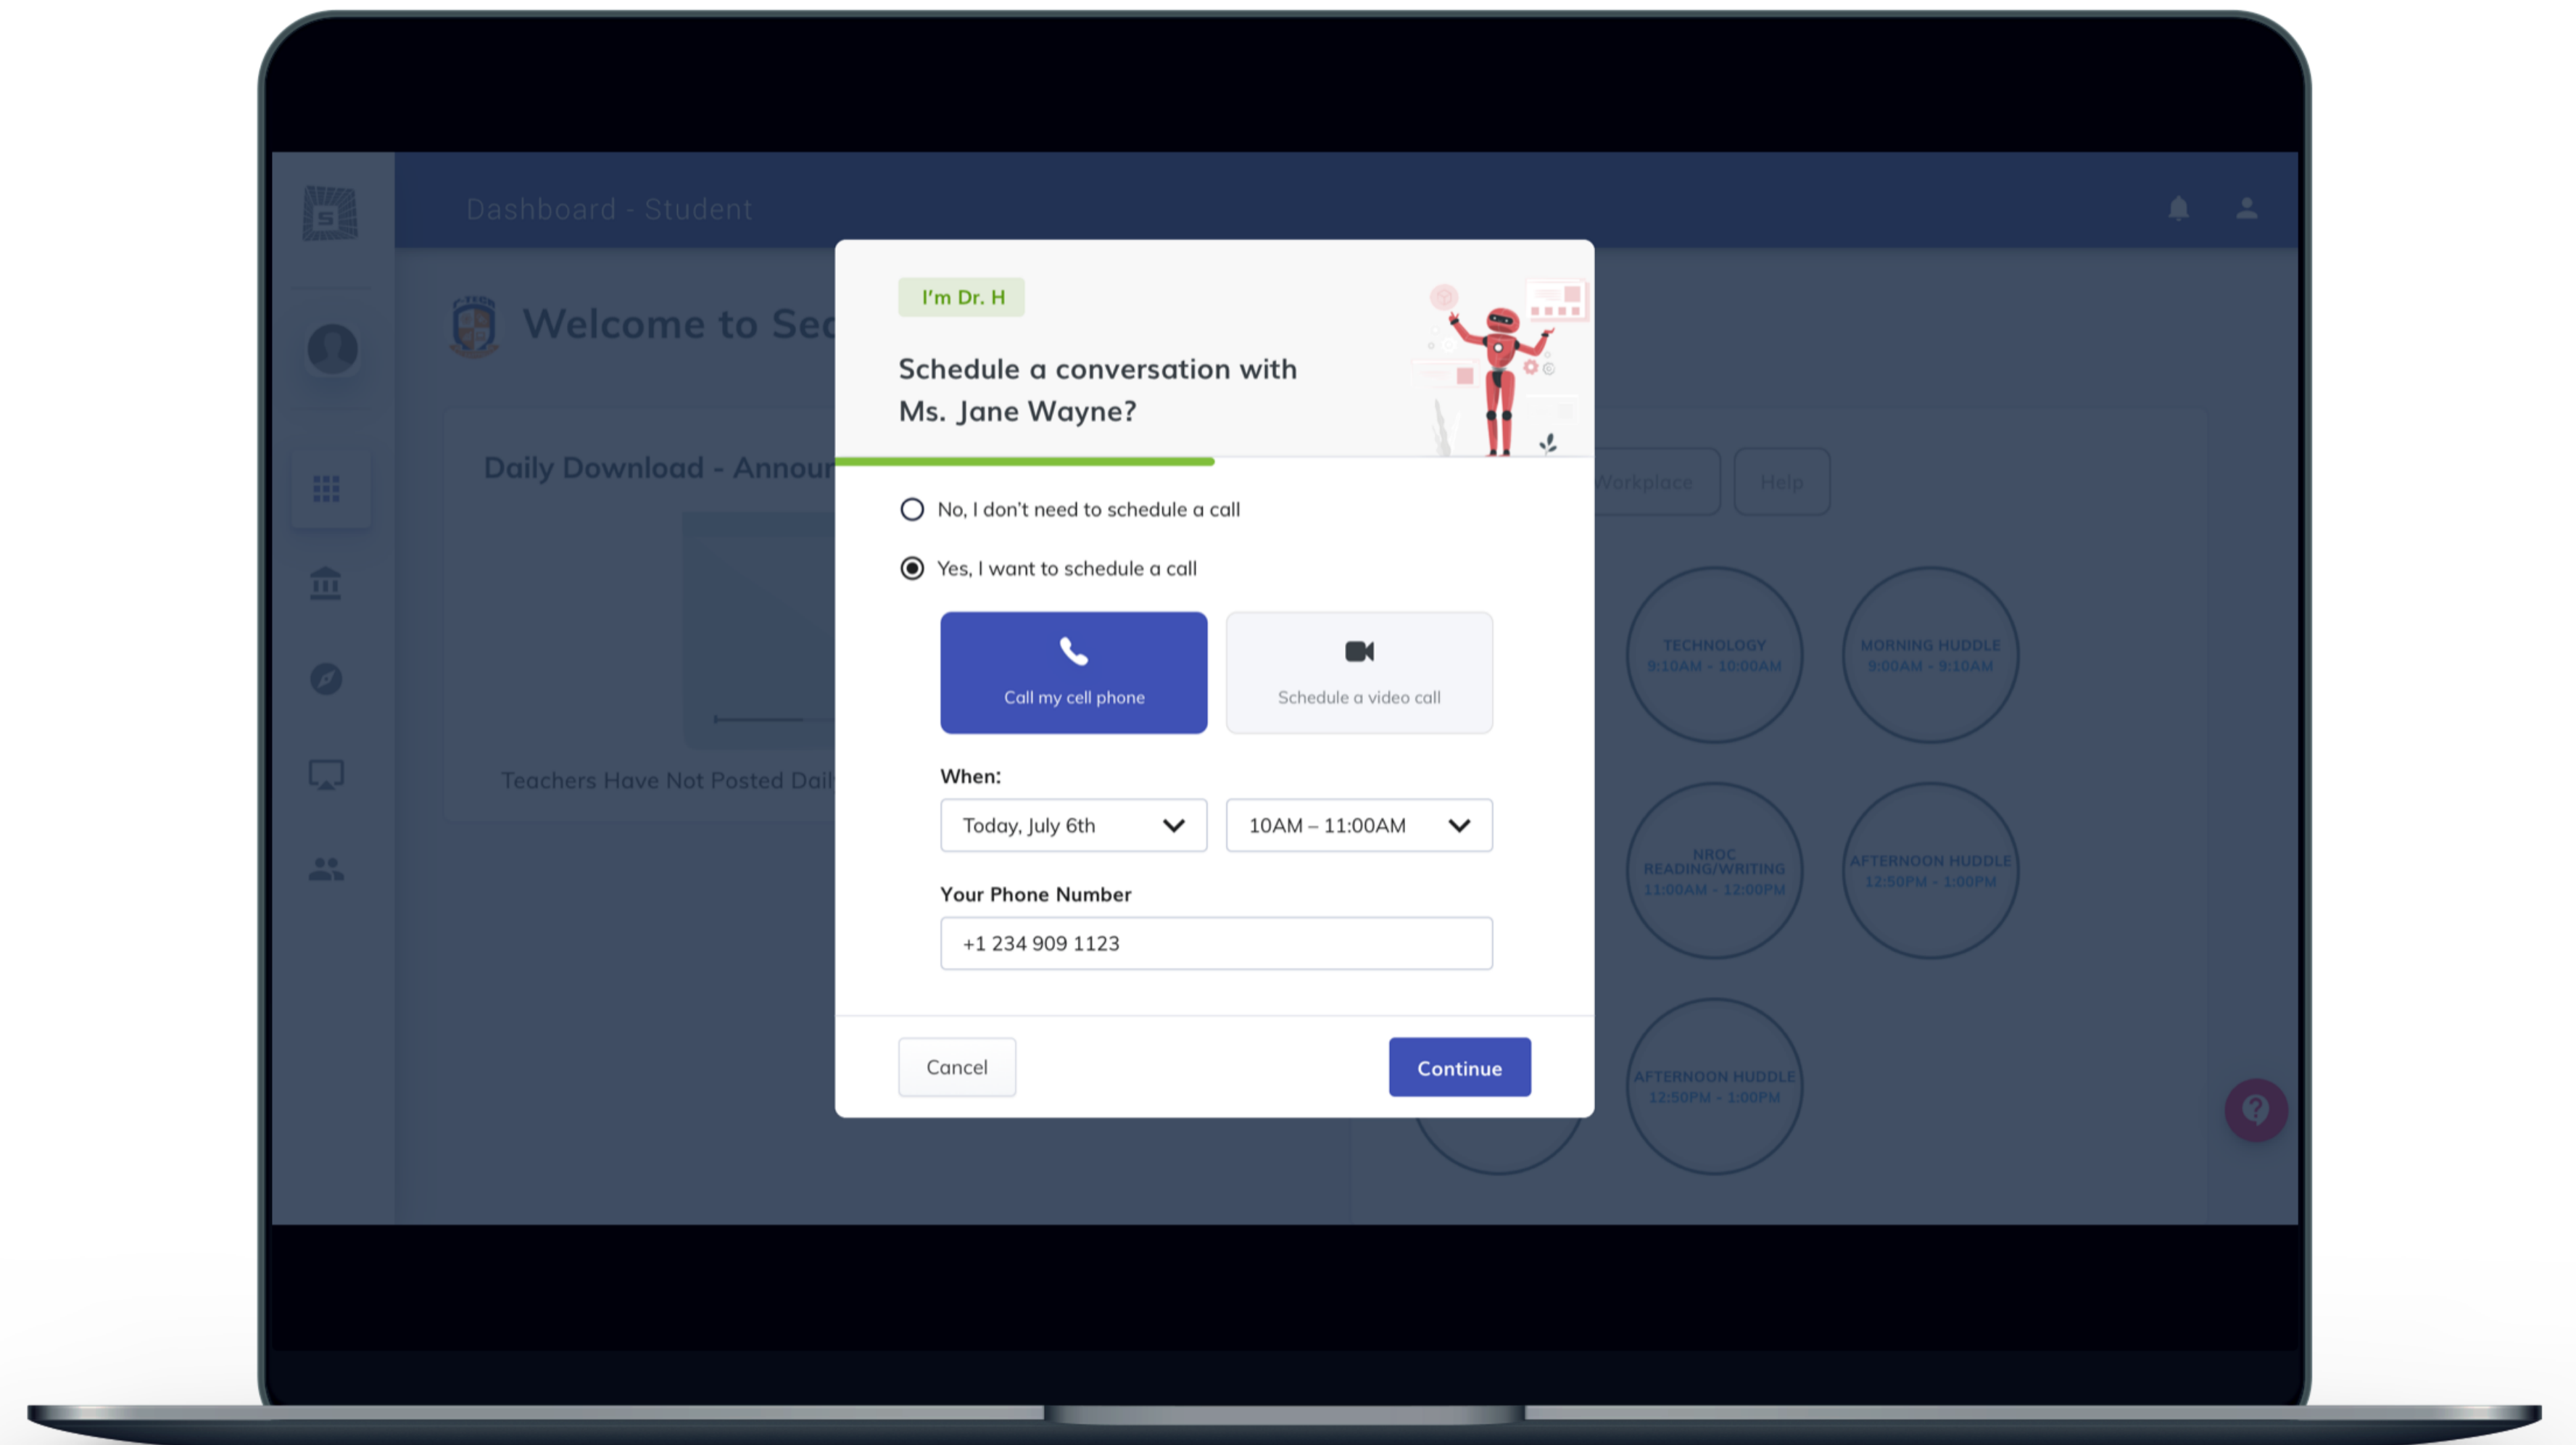 S
Dashboard - Student
P-TECH
Welcome to Sec
I'm Dr. H
Schedule a conversation with
Ms. Jane Wayne?
Daily Download - Announ
Teachers Have Not Posted Dail
No, I don't need to schedule a call
Yes, I want to schedule a call
Call my cell phone
Schedule a video call
When:
Today, July 6th
10AM – 11:00AM
Your Phone Number
+1 234 909 1123
Cancel
Continue
Workplace
Help
TECHNOLOGY
9:10AM - 10:00AM
MORNING HUDDLE
9:00AM - 9:10AM
NROC
READING/WRITING
11:00AM - 12:00PM
AFTERNOON HUDDLE
12:50PM - 1:00PM
AFTERNOON HUDDLE
12:50PM - 1:00PM